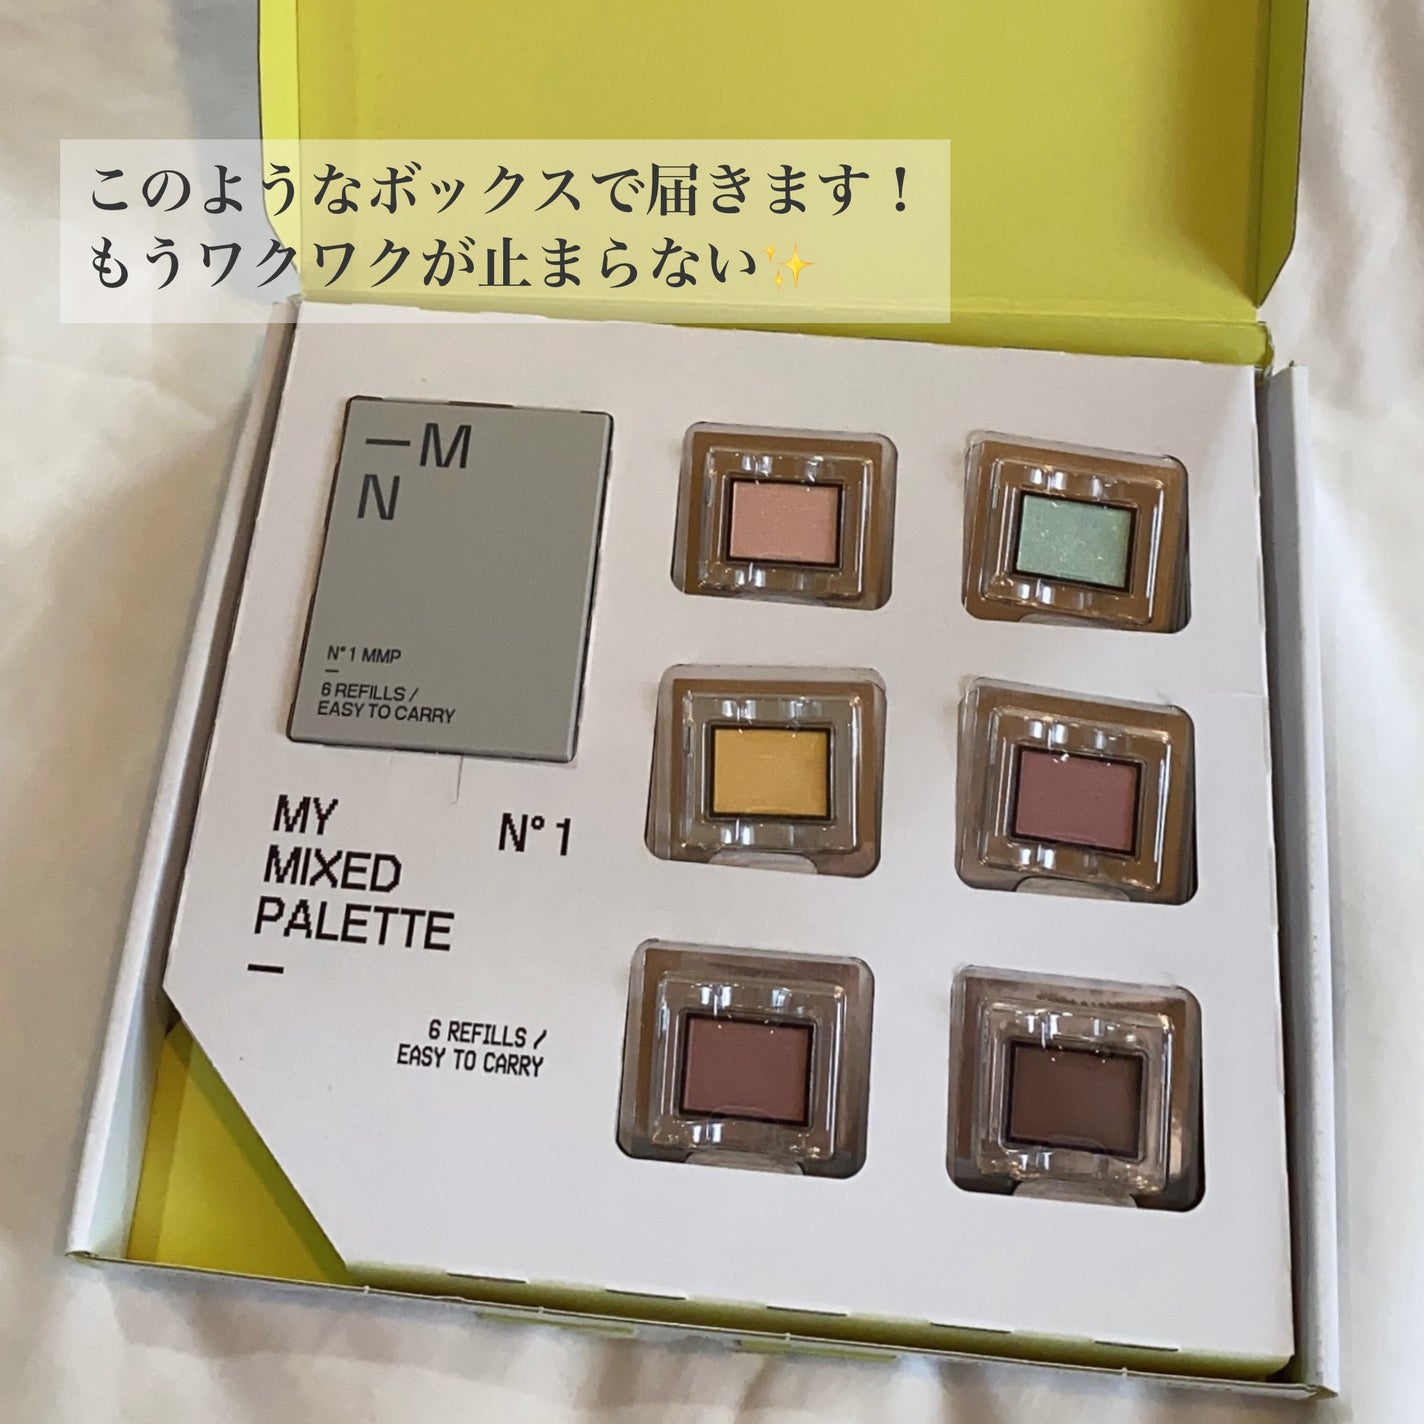 このようなボックスで届きます！
もうワクワクが止まらない✨
—M
N
N°1 MMP
—
6 REFILLS /
EASY TO CARRY
MY
MIXED
PALETTE
—
N° 1
6 REFILLS /
EASY TO CARRY